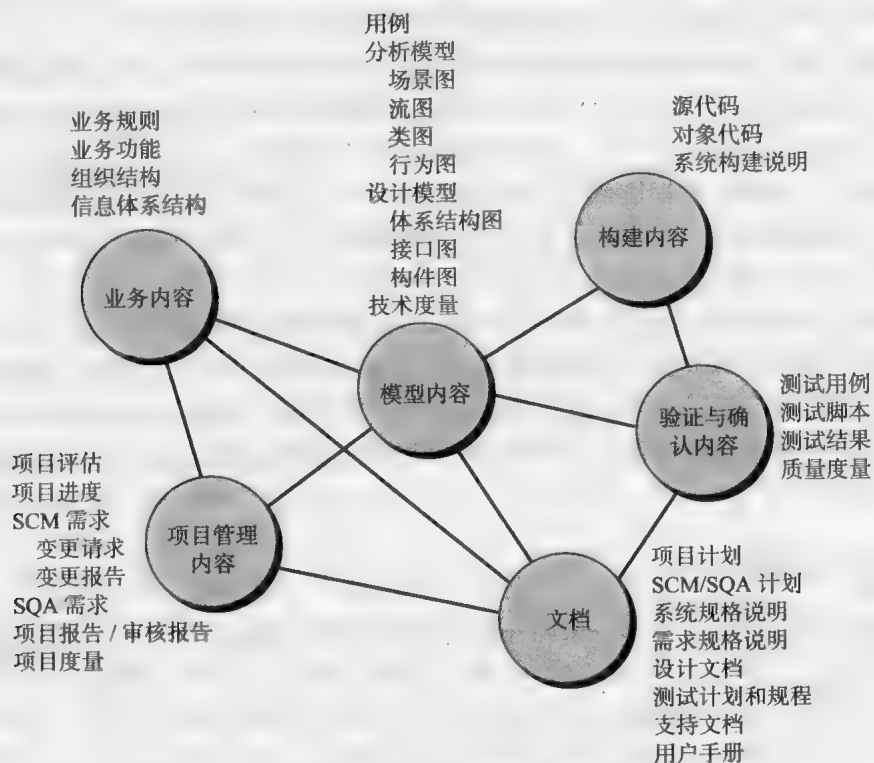 用例
分析模型
场景图
流图
类图
行为图
设计模型
体系结构图
接口图
构件图
技术度量
业务规则
业务功能
组织结构
信息体系结构
源代码
对象代码
系统构建说明
业务内容
构建内容
模型内容
验证与确
认内容
测试用例
测试脚本
测试结果
质量度量
项目评估
项目进度
SCM 需求
变更请求
变更报告
SQA 需求
项目报告 / 审核报告
项目度量
项目管理
内容
文档
项目计划
SCM/SQA 计划
系统规格说明
需求规格说明
设计文档
测试计划和规程
支持文档
用户手册